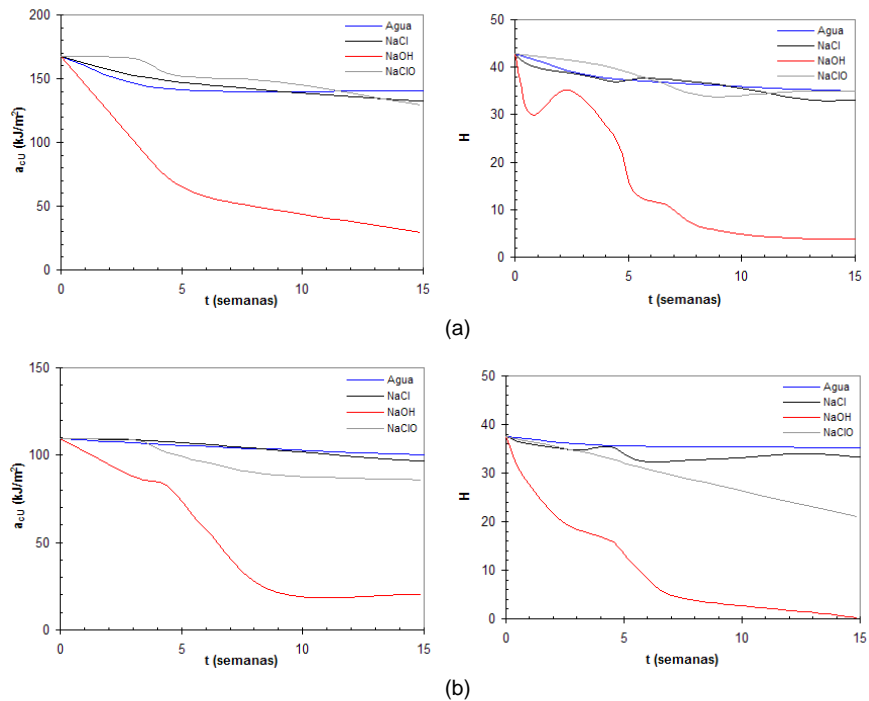 200
150
100
50
0
a_cU (kJ/m²)
Agua
NaCl
NaOH
NaClO
0 5 10 15
t (semanas)
50
40
30
20
10
0
H
Agua
NaCl
NaOH
NaClO
0 5 10 15
t (semanas)
(a)
150
100
50
0
a_cU (kJ/m²)
Agua
NaCl
NaOH
NaClO
0 5 10 15
t (semanas)
50
40
30
20
10
0
H
Agua
NaCl
NaOH
NaClO
0 5 10 15
t (semanas)
(b)